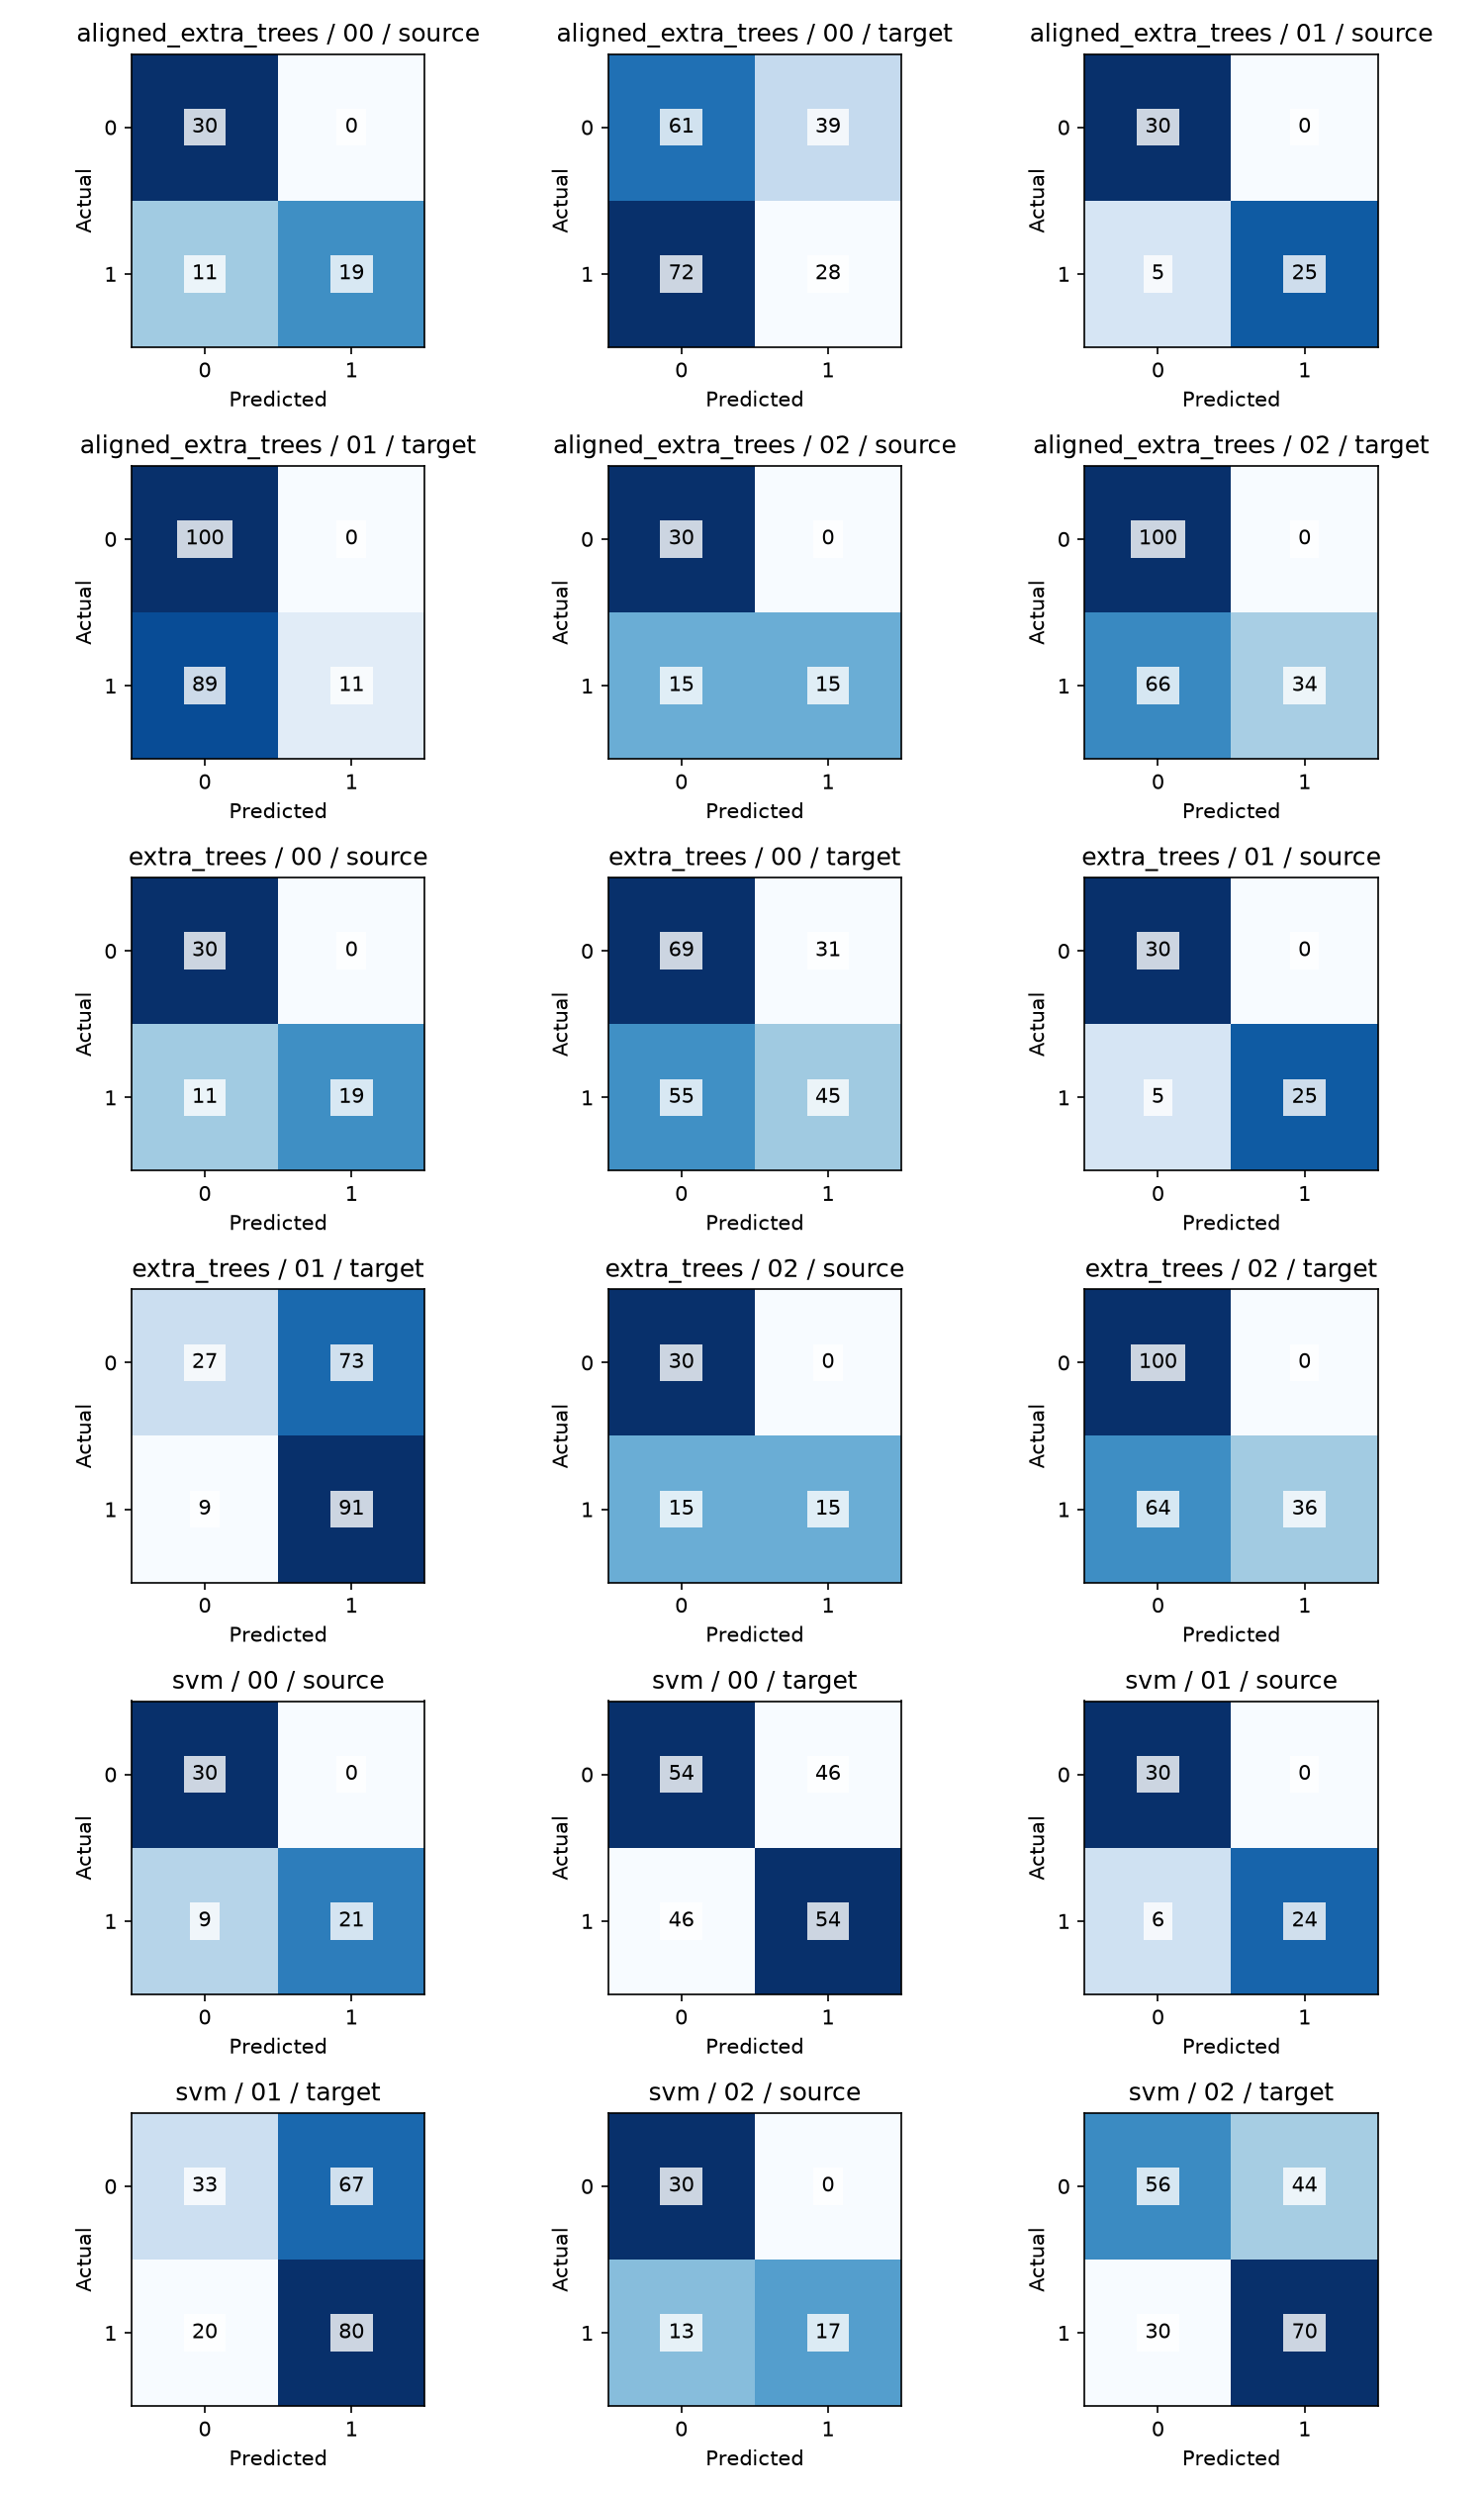 aligned_extra_trees / 00 / source
aligned_extra_trees / 00 / target
aligned_extra_trees / 01 / source
Actual
0
30
0
1
11
19
0
1
Predicted
Actual
0
61
39
1
72
28
0
1
Predicted
Actual
0
30
0
1
5
25
0
1
Predicted
aligned_extra_trees / 01 / target
aligned_extra_trees / 02 / source
aligned_extra_trees / 02 / target
Actual
0
100
0
1
89
11
0
1
Predicted
Actual
0
30
0
1
15
15
0
1
Predicted
Actual
0
100
0
1
66
34
0
1
Predicted
extra_trees / 00 / source
extra_trees / 00 / target
extra_trees / 01 / source
Actual
0
30
0
1
11
19
0
1
Predicted
Actual
0
69
31
1
55
45
0
1
Predicted
Actual
0
30
0
1
5
25
0
1
Predicted
extra_trees / 01 / target
extra_trees / 02 / source
extra_trees / 02 / target
Actual
0
27
73
1
9
91
0
1
Predicted
Actual
0
30
0
1
15
15
0
1
Predicted
Actual
0
100
0
1
64
36
0
1
Predicted
svm / 00 / source
svm / 00 / target
svm / 01 / source
Actual
0
30
0
1
9
21
0
1
Predicted
Actual
0
54
46
1
46
54
0
1
Predicted
Actual
0
30
0
1
6
24
0
1
Predicted
svm / 01 / target
svm / 02 / source
svm / 02 / target
Actual
0
33
67
1
20
80
0
1
Predicted
Actual
0
30
0
1
13
17
0
1
Predicted
Actual
0
56
44
1
30
70
0
1
Predicted